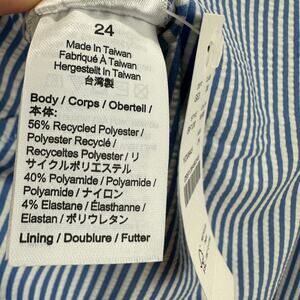 24
Made In Taiwan
Fabriqué À Taiwan
Hergestellt In Taiwan
台湾製
Body / Corps / Obertell /
本体:
56% Recycled Polyester /
Polyester Recyclé /
Recyceltes Polyester / リ
サイクルポリエステル
40% Polyamide / Polyamide /
Polyamide / ナイロン
4% Elastane / Élasthanne /
Elastan / ポリウレタン
Lining / Doublure / Futter